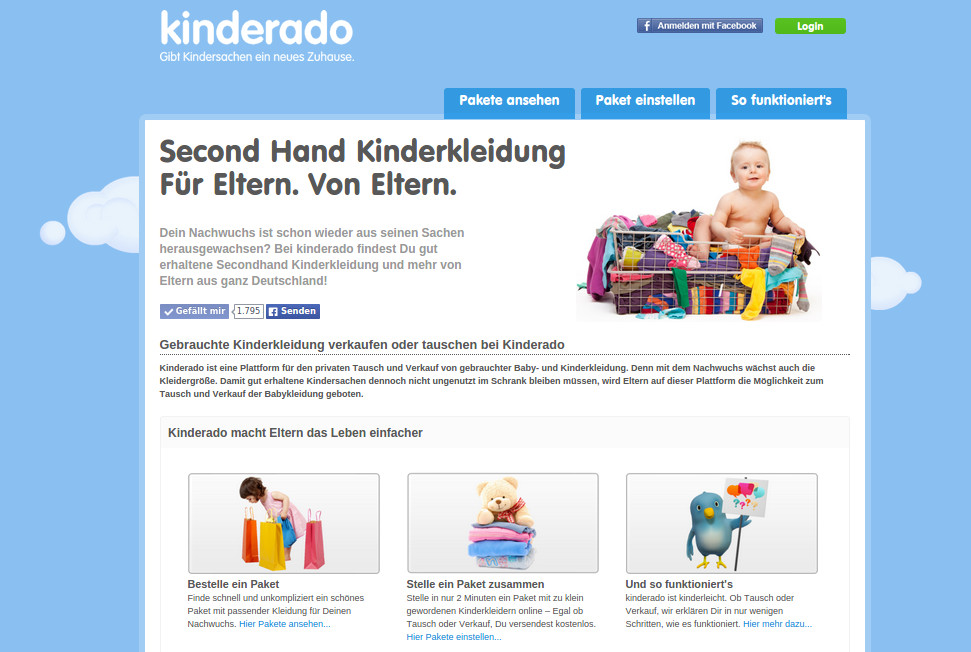 kinderado
Gibt Kindersachen ein neues Zuhause.
Anmelden mit Facebook
Login
Pakete ansehen
Paket einstellen
So funktioniert's
Second Hand Kinderkleidung
Für Eltern. Von Eltern.
Dein Nachwuchs ist schon wieder aus seinen Sachen
herausgewachsen? Bei kinderado findest Du gut
erhaltene Secondhand Kinderkleidung und mehr von
Eltern aus ganz Deutschland!
Gefällt mir
1.795
Senden
Gebrauchte Kinderkleidung verkaufen oder tauschen bei Kinderado
Kinderado ist eine Plattform für den privaten Tausch und Verkauf von gebrauchter Baby- und Kinderkleidung. Denn mit dem Nachwuchs wächst auch die
Kleidergröße. Damit gut erhaltene Kindersachen dennoch nicht ungenutzt im Schrank bleiben müssen, wird Eltern auf dieser Plattform die Möglichkeit zum
Tausch und Verkauf der Babykleidung geboten.
Kinderado macht Eltern das Leben einfacher
Bestelle ein Paket
Finde schnell und unkompliziert ein schönes
Paket mit passender Kleidung für Deinen
Nachwuchs. Hier Pakete ansehen...
Stelle ein Paket zusammen
Stelle in nur 2 Minuten ein Paket mit zu klein
gewordenen Kinderkleidern online – Egal ob
Tausch oder Verkauf, Du versendest kostenlos.
Hier Pakete einstellen...
???
Und so funktioniert's
kinderado ist kinderleicht. Ob Tausch oder
Verkauf, wir erklären Dir in nur wenigen
Schritten, wie es funktioniert. Hier mehr dazu...